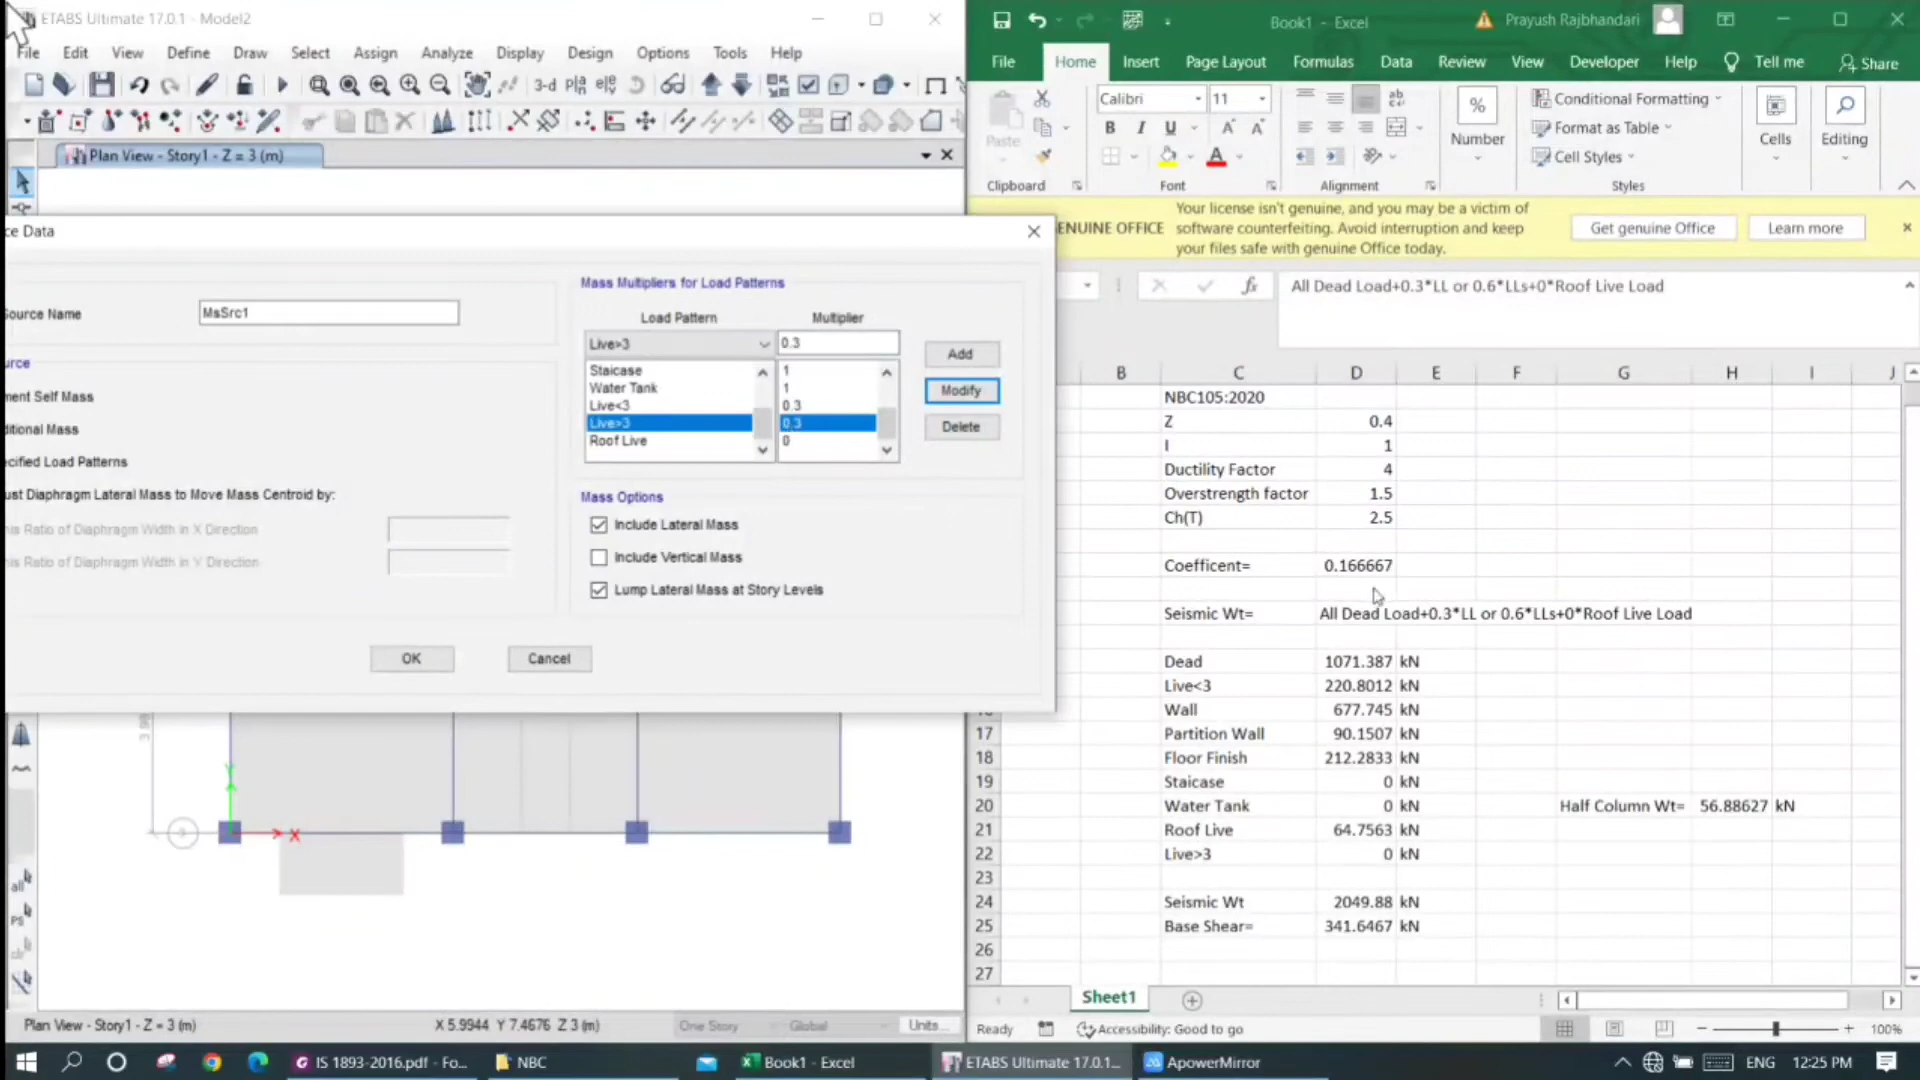 ETABS Ultimate 17.0.1 - Model2
File Edit View Define Draw Select Assign Analyze Display Design Options Tools Help
3-d
Plan View - Story1 - Z = 3 (m)
ce Data
Source Name MsSrc1
urce
ment Self Mass
ditional Mass
ecified Load Patterns
ust Diaphragm Lateral Mass to Move Mass Centroid by:
his Ratio of Diaphragm Width in X Direction
his Ratio of Diaphragm Width in Y Direction
Mass Multipliers for Load Patterns
Load Pattern Multiplier
Live>3 0.3
Staicase 1
Water Tank 1
Live<3 0.3
Live>3 0.3
Roof Live 0
Add
Modify
Delete
Mass Options
Include Lateral Mass
Include Vertical Mass
Lump Lateral Mass at Story Levels
OK Cancel
Y
X
all
PS
clr
Plan View - Story1 - Z = 3 (m) X 5.9944 Y 7.4676 Z 3 (m) One Story Global Units...
Book1 - Excel Prayush Rajbhandari
File Home Insert Page Layout Formulas Data Review View Developer Help Tell me Share
Paste
Calibri 11
B I U
A
Number
Conditional Formatting
Format as Table
Cell Styles
Cells
Editing
Clipboard Font Alignment Styles
ENUINE OFFICE
Your license isn't genuine, and you may be a victim of
software counterfeiting. Avoid interruption and keep
your files safe with genuine Office today.
Get genuine Office
Learn more
fx All Dead Load+0.3*LL or 0.6*LLs+0*Roof Live Load
B C D E F G H I J
NBC105:2020
Z 0.4
I 1
Ductility Factor 4
Overstrength factor 1.5
Ch(T) 2.5
Coefficent= 0.166667
Seismic Wt= All Dead Load+0.3*LL or 0.6*LLs+0*Roof Live Load
Dead 1071.387 kN
Live<3 220.8012 kN
Wall 677.745 kN
17 Partition Wall 90.1507 kN
18 Floor Finish 212.2833 kN
19 Staicase 0 kN
20 Water Tank 0 kN Half Column Wt= 56.88627 kN
21 Roof Live 64.7563 kN
22 Live>3 0 kN
23
24 Seismic Wt 2049.88 kN
25 Base Shear= 341.6467 kN
26
27
Sheet1
Ready Accessibility: Good to go 100%
IS 1893-2016.pdf - Fo... NBC Book1 - Excel ETABS Ultimate 17.0.1... ApowerMirror ENG 12:25 PM